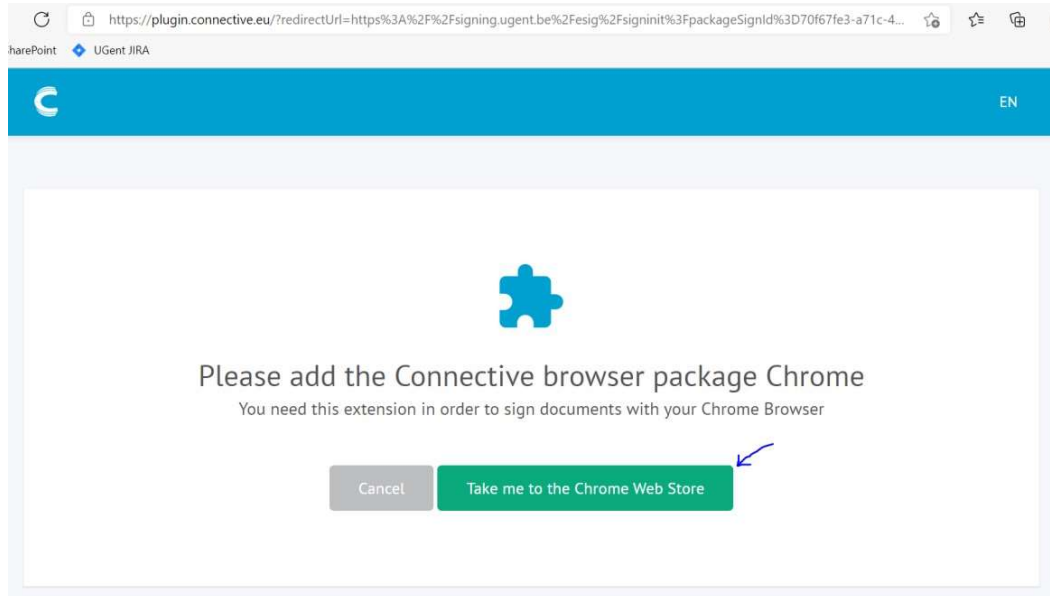 https://plugin.connective.eu/?redirectUrl=https%3A%2F%2Fsigning.ugent.be%2Fesig%2Fsigninit%3FpackageSignId%3D70f67fe3-a71c-4...
harePoint UGent JIRA
EN
Please add the Connective browser package Chrome
You need this extension in order to sign documents with your Chrome Browser
Cancel Take me to the Chrome Web Store